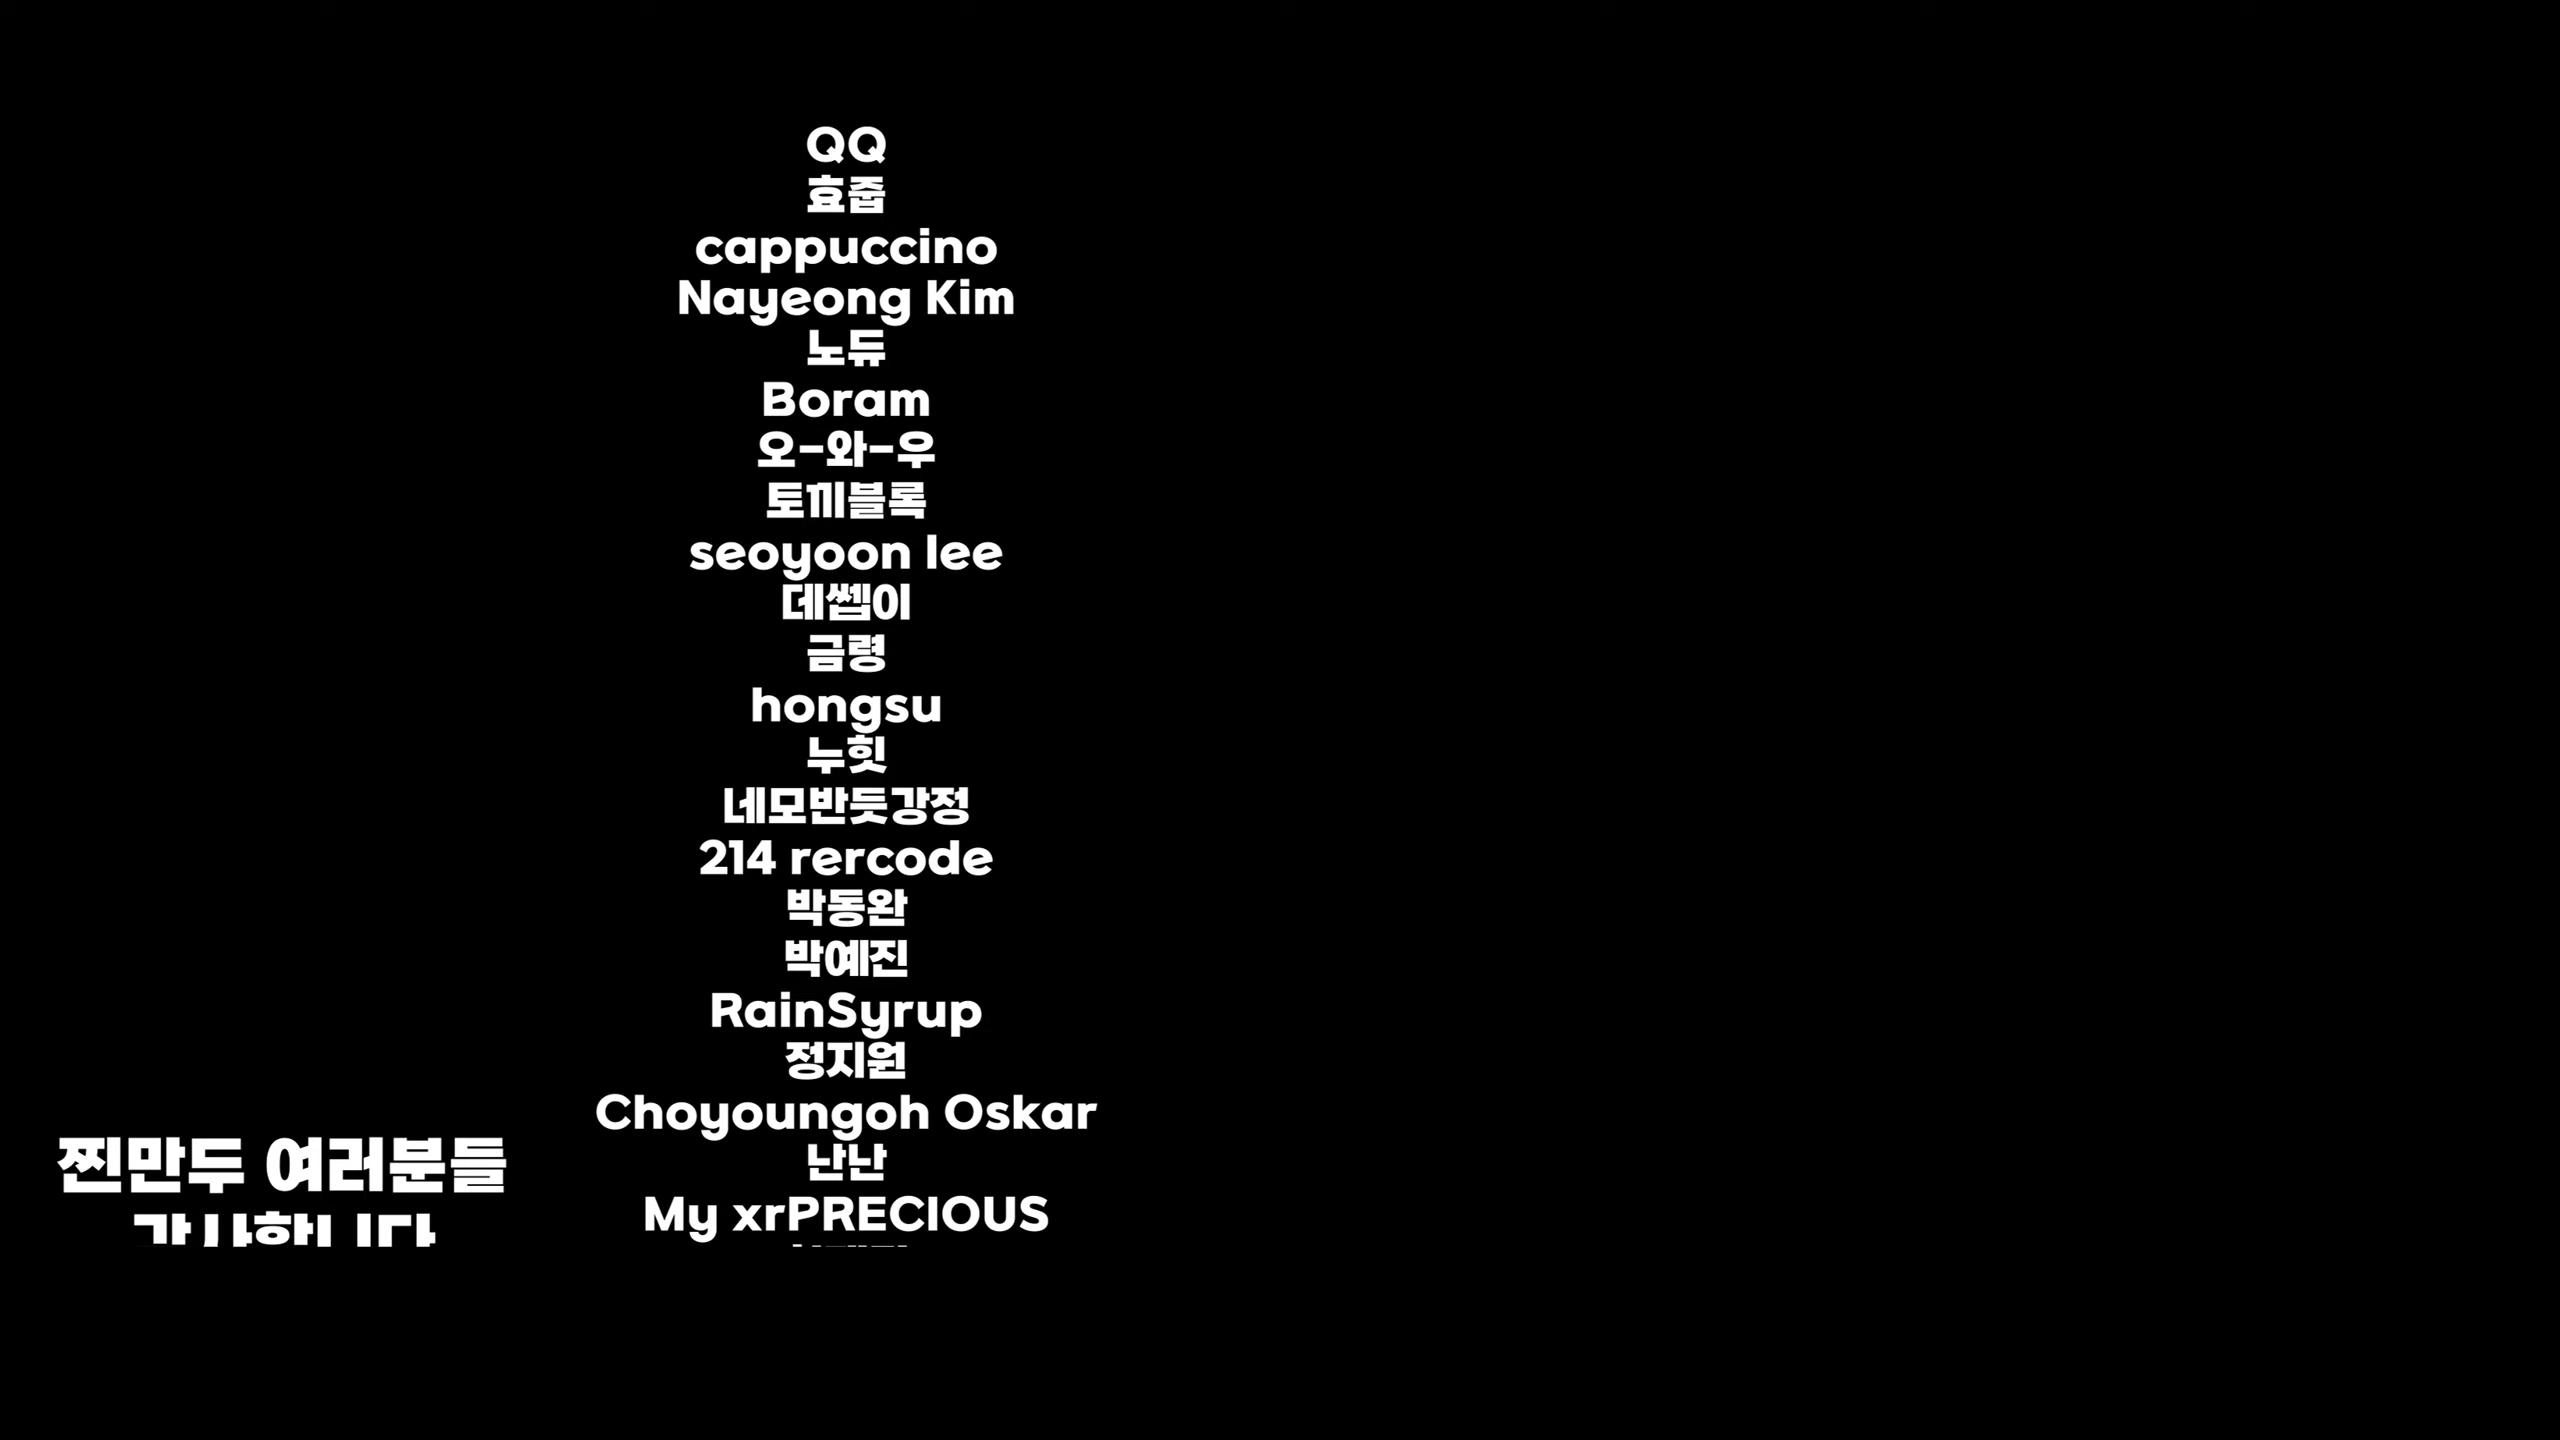 QQ
효줍
cappuccino
Nayeong Kim
노듀
Boram
오-와-우
토끼블록
seoyoon lee
데쎕이
금령
hongsu
누힛
네모반듯강정
214 rercode
박동완
박예진
RainSyrup
정지원
Choyoungoh Oskar
난난
My xrPRECIOUS
찐만두 여러분들